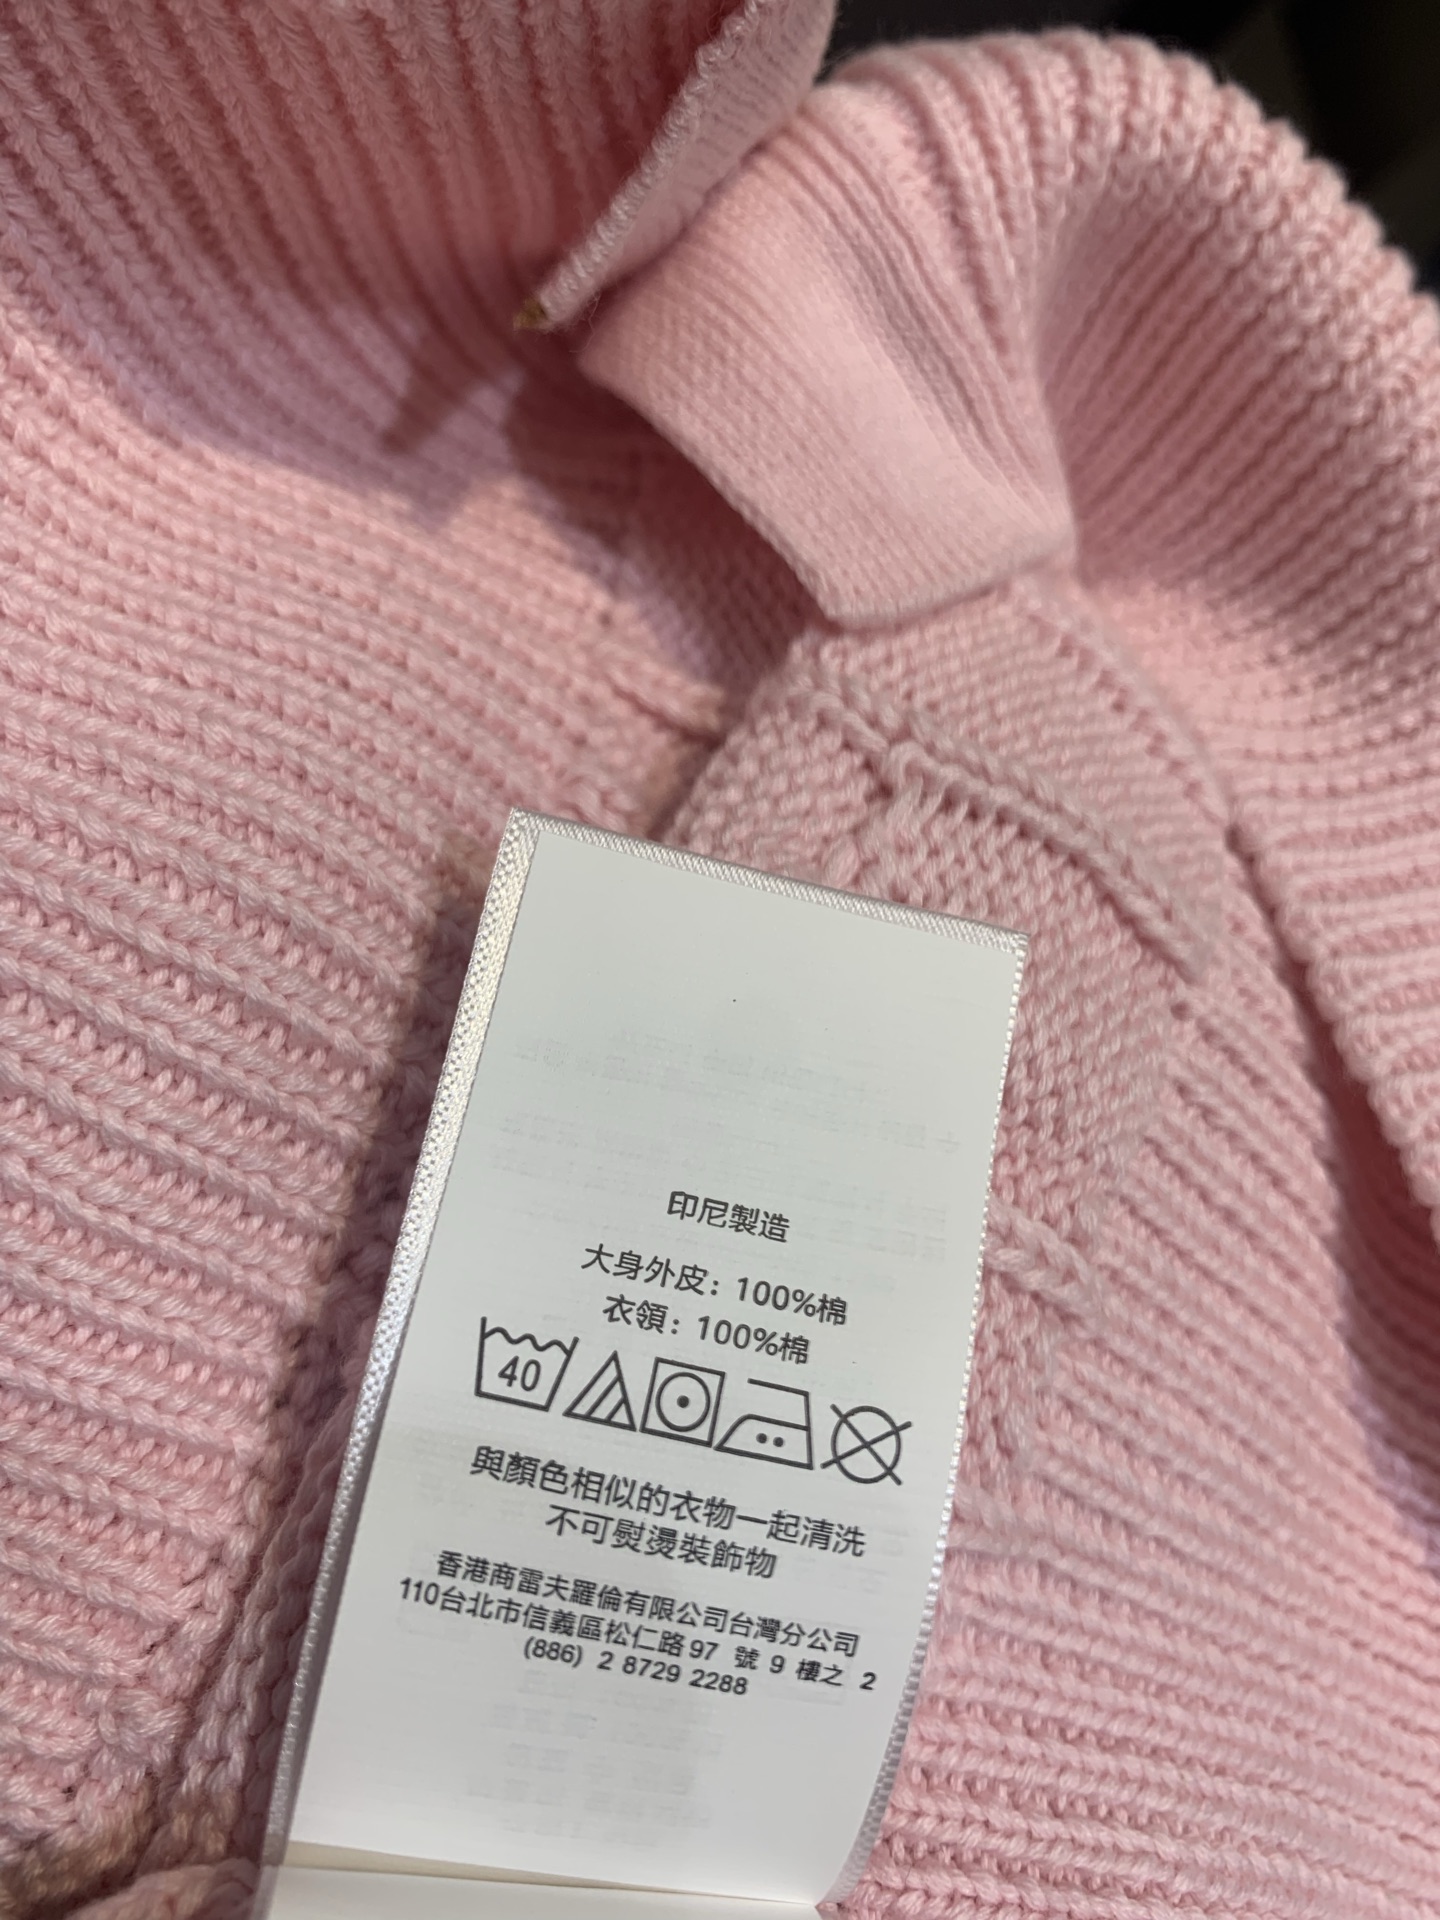 印尼製造
大身外皮：100%棉
衣領：100%棉
40
與顏色相似的衣物一起清洗
不可熨燙裝飾物
香港商雷夫羅倫有限公司台灣分公司
110台北市信義區松仁路97 號 9 樓之 2
(886) 2 8729 2288